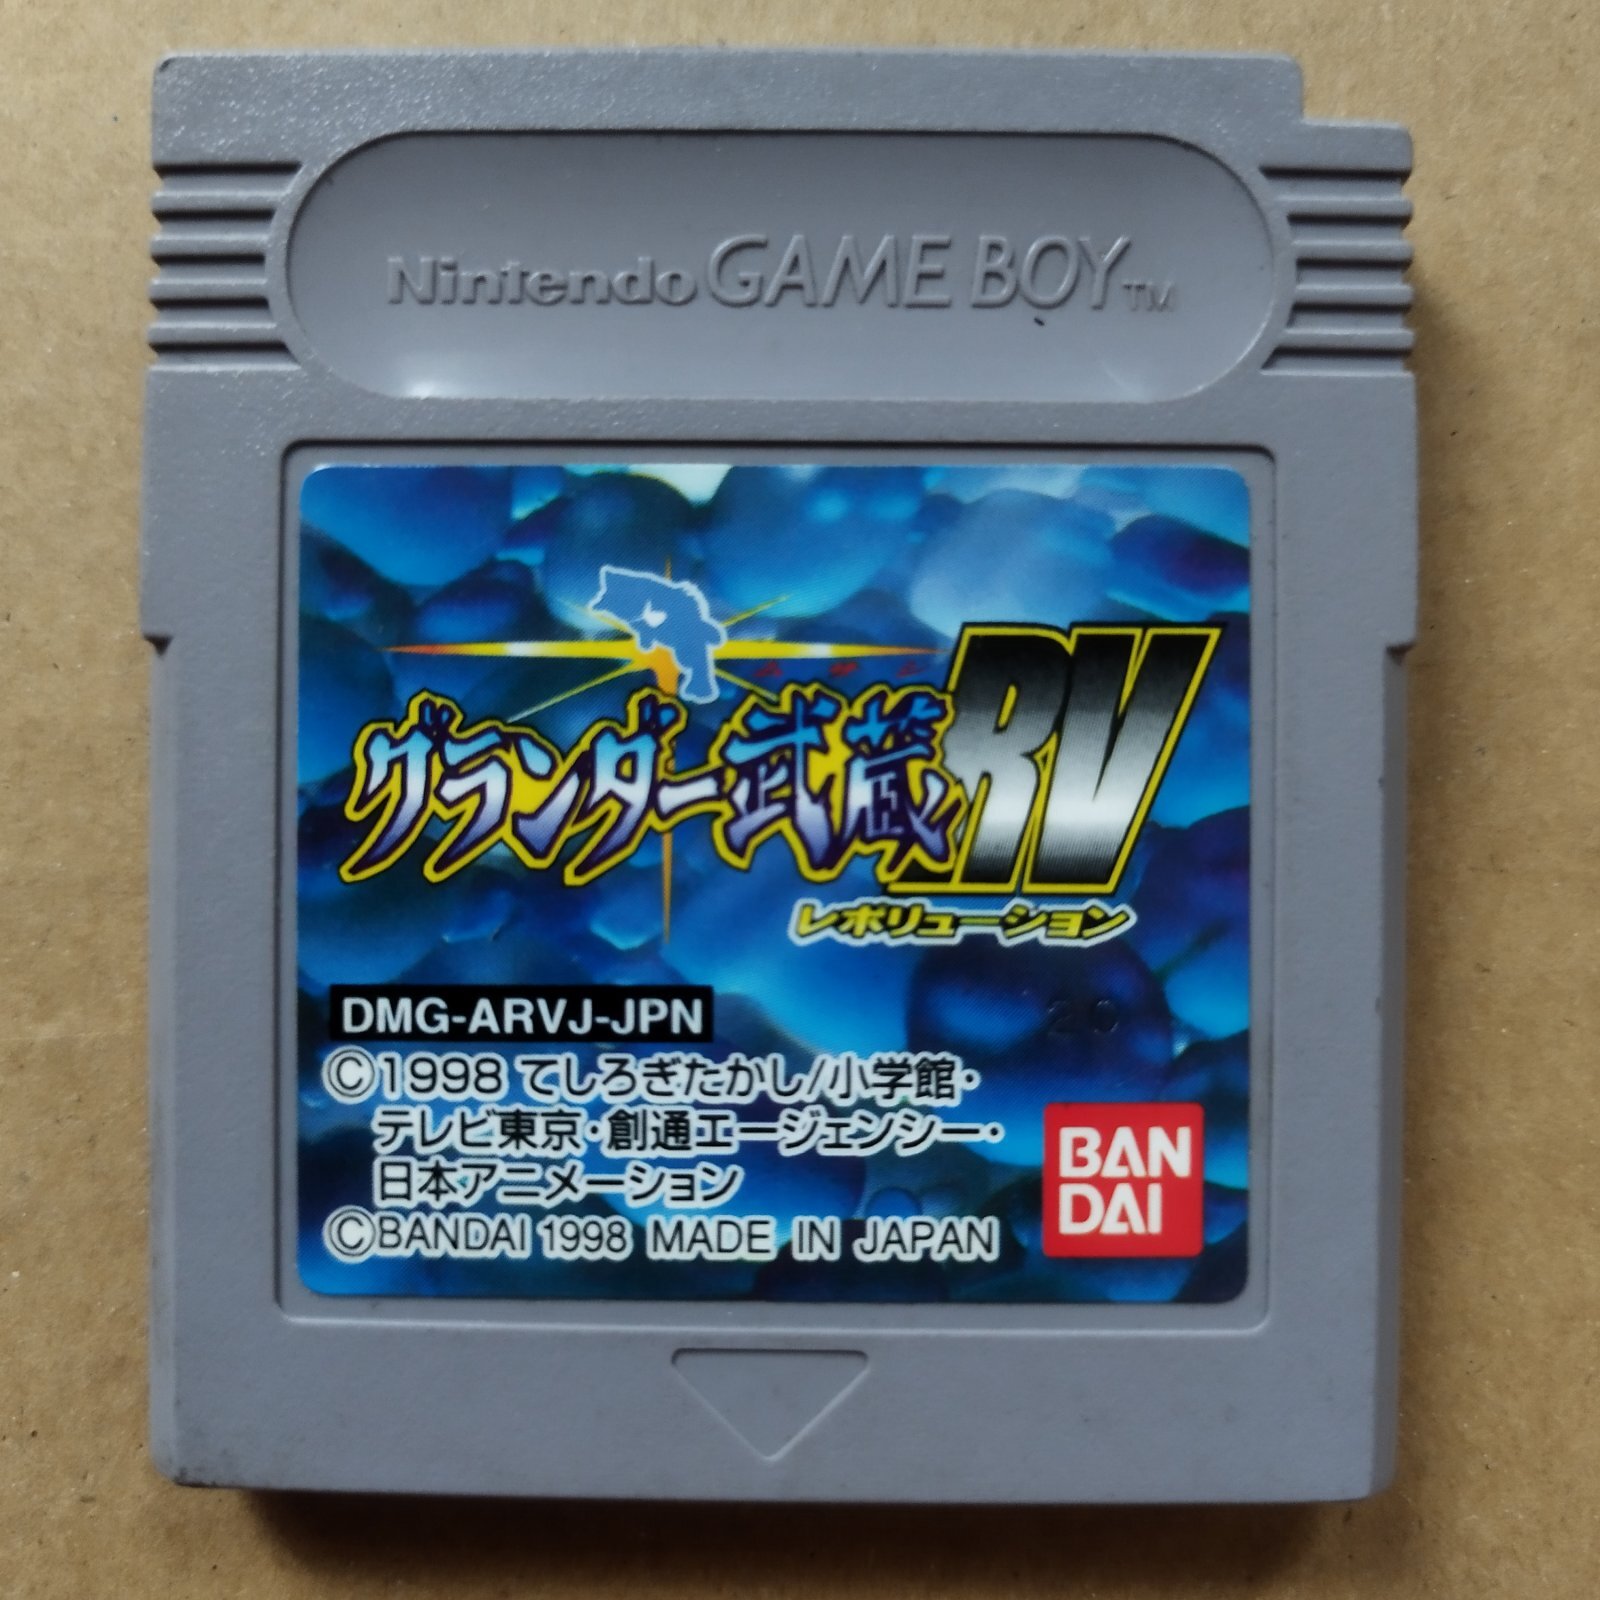 Nintendo GAME BOY TM
ムサシ
グランダー武蔵RV
レボリューション
DMG-ARVJ-JPN
20
©1998 てしろぎたかし/小学館・
テレビ東京・創通エージェンシー・
日本アニメーション
©BANDAI 1998 MADE IN JAPAN
BAN
DAI